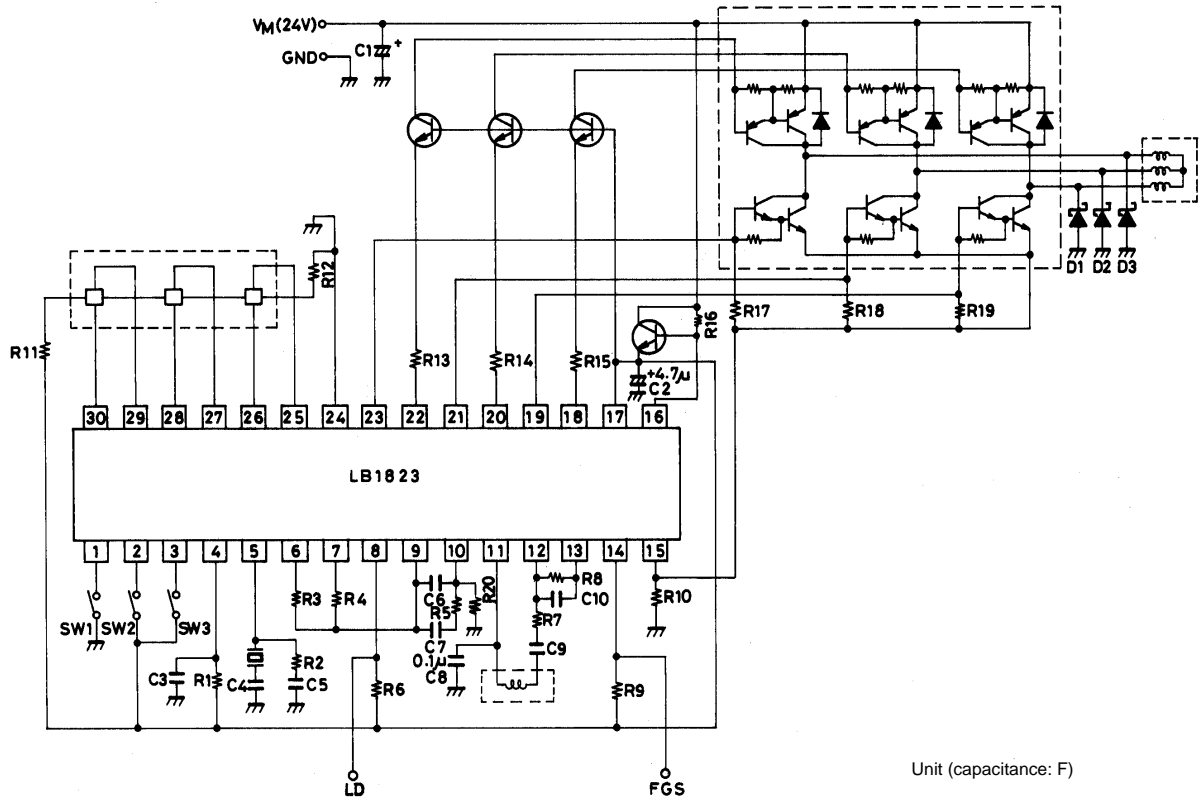 VM(24V)
C1 +
GND
R12
R11
R13
R14
R15
+4.7μ
C2
R16
R17
R18
R19
D1 D2 D3
30 29 28 27 26 25 24 23 22 21 20 19 18 17 16
LB1823
1 2 3 4 5 6 7 8 9 10 11 12 13 14 15
SW1
SW2
SW3
C3
R1
C4
R2
C5
R3
R4
R6
C6
R5
C7
0.1μ
C8
R20
R8
C10
R7
C9
R9
R10
LD
FGS
Unit (capacitance: F)